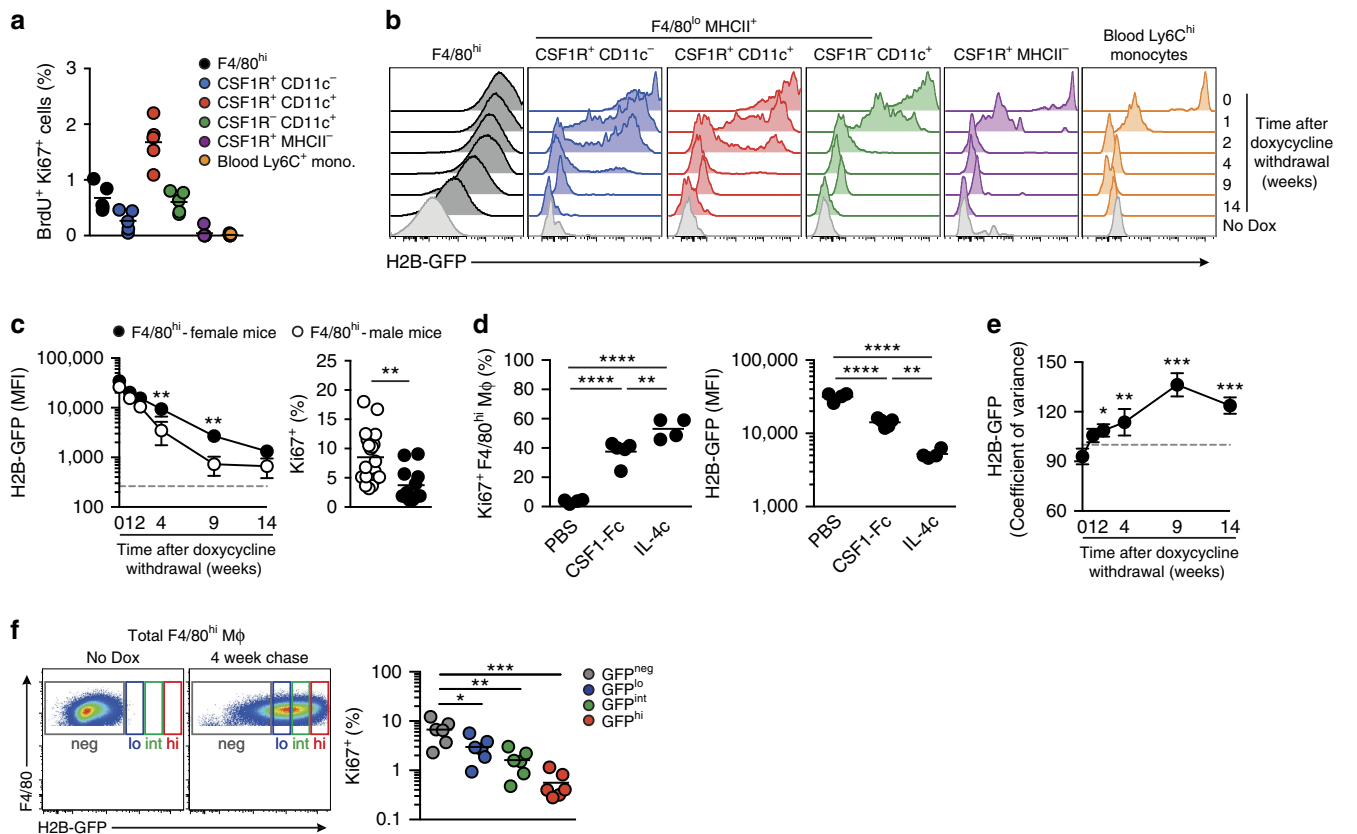 a
BrdU⁺ Ki67⁺ cells (%)
3
2
1
0
F4/80ʰⁱ
CSF1R⁺ CD11c⁻
CSF1R⁺ CD11c⁺
CSF1R⁻ CD11c⁺
CSF1R⁺ MHCII⁻
Blood Ly6C⁺ mono.
b
F4/80ˡᵒ MHCII⁺
F4/80ʰⁱ
CSF1R⁺ CD11c⁻
CSF1R⁺ CD11c⁺
CSF1R⁻ CD11c⁺
CSF1R⁺ MHCII⁻
Blood Ly6Cʰⁱ
monocytes
0
1
2
4
9
14
No Dox
Time after
doxycycline
withdrawal
(weeks)
H2B-GFP
c
F4/80ʰⁱ - female mice
F4/80ʰⁱ - male mice
H2B-GFP (MFI)
100,000
10,000
1,000
100
**
**
0 1 2 4 9 14
Time after doxycycline
withdrawal (weeks)
Ki67⁺ (%)
25
20
15
10
5
0
**
d
Ki67⁺ F4/80ʰⁱ Mϕ (%)
100
80
60
40
20
0
****
**** **
PBS
CSF1-Fc
IL-4c
H2B-GFP (MFI)
100,000
10,000
1,000
****
**** **
PBS
CSF1-Fc
IL-4c
e
H2B-GFP
(Coefficient of variance)
150
120
90
60
*
**
***
***
0 1 2 4 9 14
Time after doxycycline
withdrawal (weeks)
f
Total F4/80ʰⁱ Mϕ
No Dox
4 week chase
neg lo int hi
neg lo int hi
F4/80
H2B-GFP
Ki67⁺ (%)
100
10
1
0.1
***
**
*
GFPⁿᵉᵍ
GFPˡᵒ
GFPⁱⁿᵗ
GFPʰⁱ